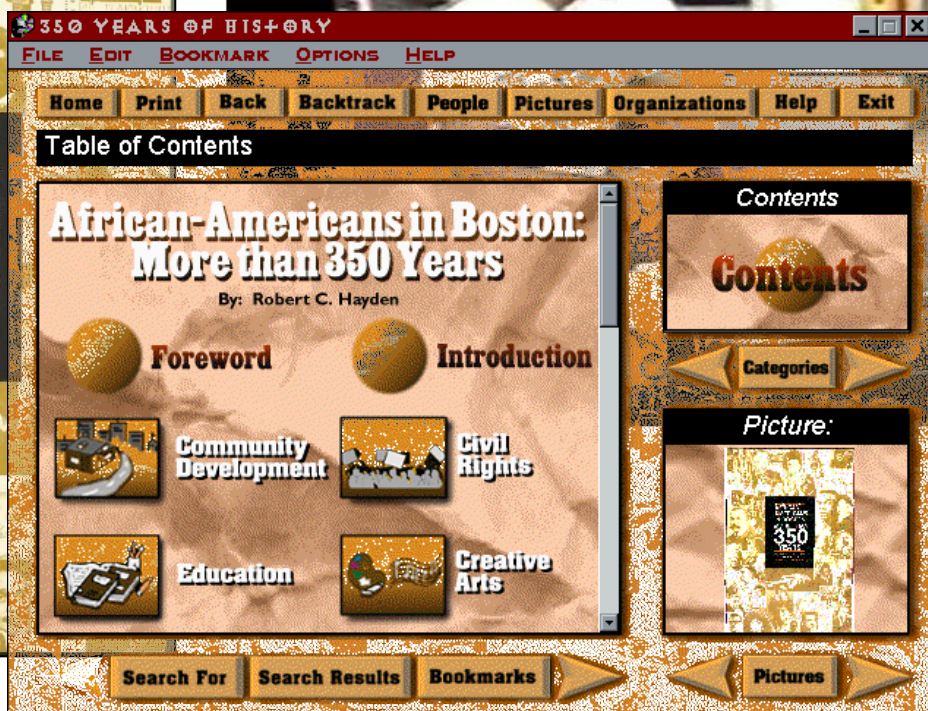 350 YEARS OF HISTORY
FILE EDIT BOOKMARK OPTIONS HELP
Home Print Back Backtrack People Pictures Organizations Help Exit
Table of Contents
African-Americans in Boston:
More than 350 Years
By: Robert C. Hayden
Foreword
Introduction
Community
Development
Civil
Rights
Education
Creative
Arts
Contents
Contents
Categories
Picture:
350
YEARS
Search For Search Results Bookmarks
Pictures